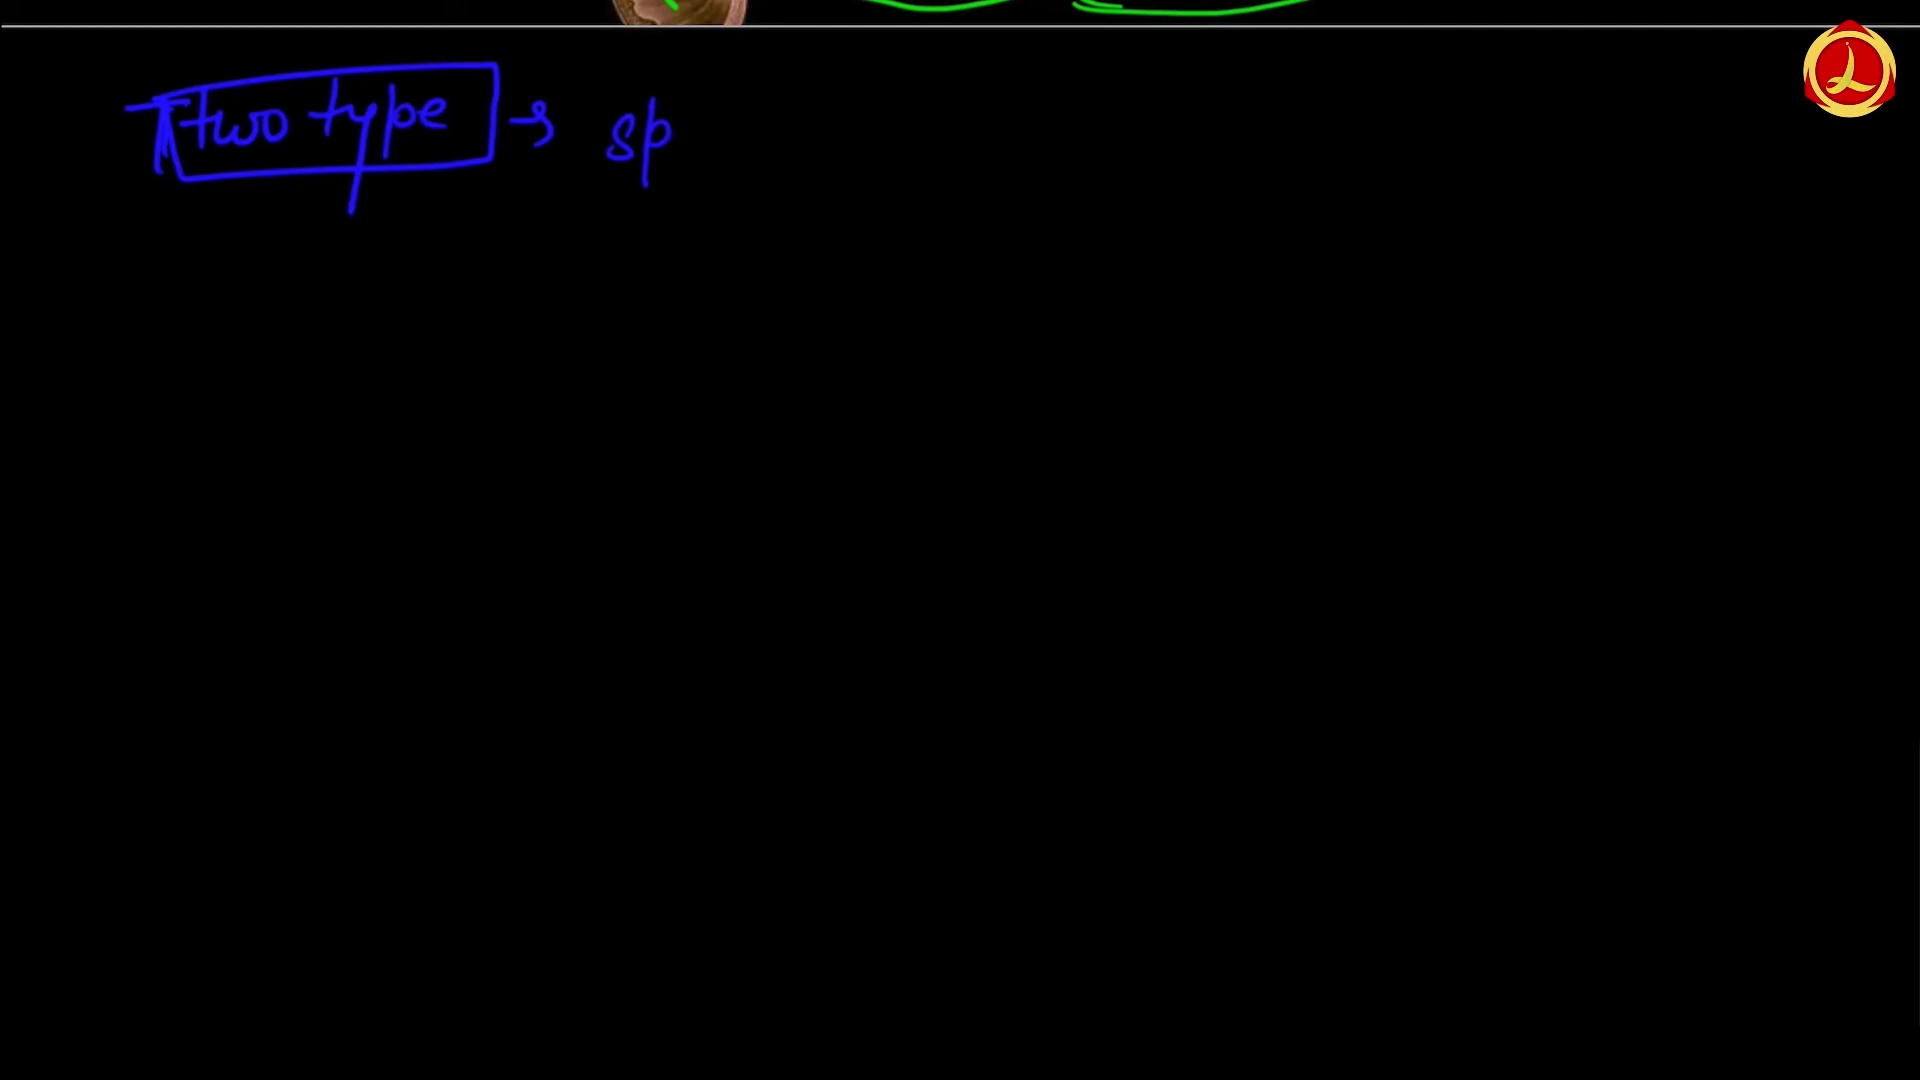 two type → sp